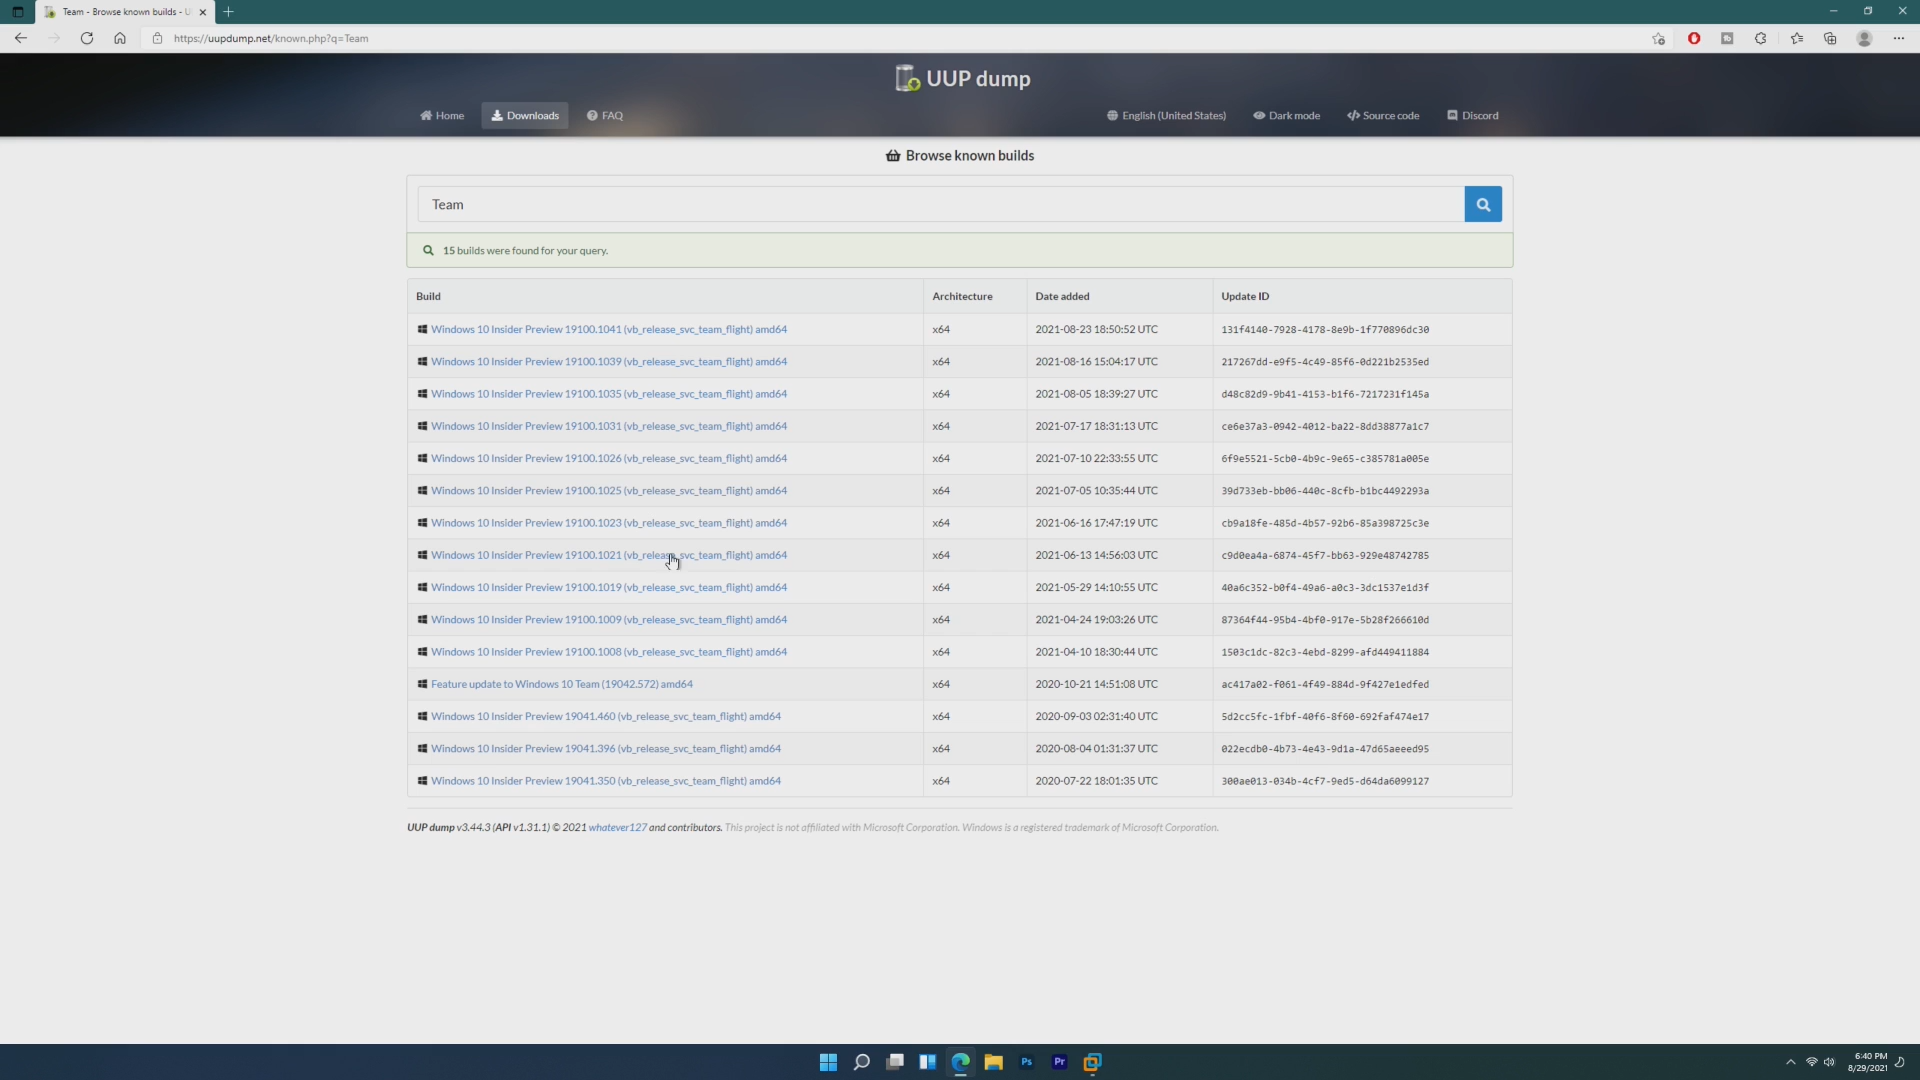 Team - Browse known builds - U
https://uupdump.net/known.php?q=Team
UUP dump
Home Downloads FAQ English (United States) Dark mode Source code Discord
Browse known builds
Team
15 builds were found for your query.
Build Architecture Date added Update ID
Windows 10 Insider Preview 19100.1041 (vb_release_svc_team_flight) amd64 x64 2021-08-23 18:50:52 UTC 131f4140-7928-4178-8e9b-1f770896dc30
Windows 10 Insider Preview 19100.1039 (vb_release_svc_team_flight) amd64 x64 2021-08-16 15:04:17 UTC 217267dd-e9f5-4c49-85f6-0d221b2535ed
Windows 10 Insider Preview 19100.1035 (vb_release_svc_team_flight) amd64 x64 2021-08-05 18:39:27 UTC d48c82d9-9b41-4153-b1f6-7217231f145a
Windows 10 Insider Preview 19100.1031 (vb_release_svc_team_flight) amd64 x64 2021-07-17 18:31:13 UTC ce6e37a3-0942-4012-ba22-8dd38877a1c7
Windows 10 Insider Preview 19100.1026 (vb_release_svc_team_flight) amd64 x64 2021-07-10 22:33:55 UTC 6f9e5521-5cb0-4b9c-9e65-c385781a005e
Windows 10 Insider Preview 19100.1025 (vb_release_svc_team_flight) amd64 x64 2021-07-05 10:35:44 UTC 39d733eb-bb06-440c-8cfb-b1bc4492293a
Windows 10 Insider Preview 19100.1023 (vb_release_svc_team_flight) amd64 x64 2021-06-16 17:47:19 UTC cb9a18fe-485d-4b57-92b6-85a398725c3e
Windows 10 Insider Preview 19100.1021 (vb_release_svc_team_flight) amd64 x64 2021-06-13 14:56:03 UTC c9d0ea4a-6874-45f7-bb63-929e48742785
Windows 10 Insider Preview 19100.1019 (vb_release_svc_team_flight) amd64 x64 2021-05-29 14:10:55 UTC 40a6c352-b0f4-49a6-a0c3-3dc1537e1d3f
Windows 10 Insider Preview 19100.1009 (vb_release_svc_team_flight) amd64 x64 2021-04-24 19:03:26 UTC 87364f44-95b4-4bf0-917e-5b28f266610d
Windows 10 Insider Preview 19100.1008 (vb_release_svc_team_flight) amd64 x64 2021-04-10 18:30:44 UTC 1503c1dc-82c3-4ebd-8299-afd449411884
Feature update to Windows 10 Team (19042.572) amd64 x64 2020-10-21 14:51:08 UTC ac417a02-f061-4f49-884d-9f427e1edfed
Windows 10 Insider Preview 19041.460 (vb_release_svc_team_flight) amd64 x64 2020-09-03 02:31:40 UTC 5d2cc5fc-1fbf-40f6-8f60-692faf474e17
Windows 10 Insider Preview 19041.396 (vb_release_svc_team_flight) amd64 x64 2020-08-04 01:31:37 UTC 022ecdb0-4b73-4e43-9d1a-47d65aeeed95
Windows 10 Insider Preview 19041.350 (vb_release_svc_team_flight) amd64 x64 2020-07-22 18:01:35 UTC 300ae013-034b-4cf7-9ed5-d64da6099127
UUP dump v3.44.3 (API v1.31.1) © 2021 whatever127 and contributors. This project is not affiliated with Microsoft Corporation. Windows is a registered trademark of Microsoft Corporation.
Ps Pr
6:40 PM
8/29/2021